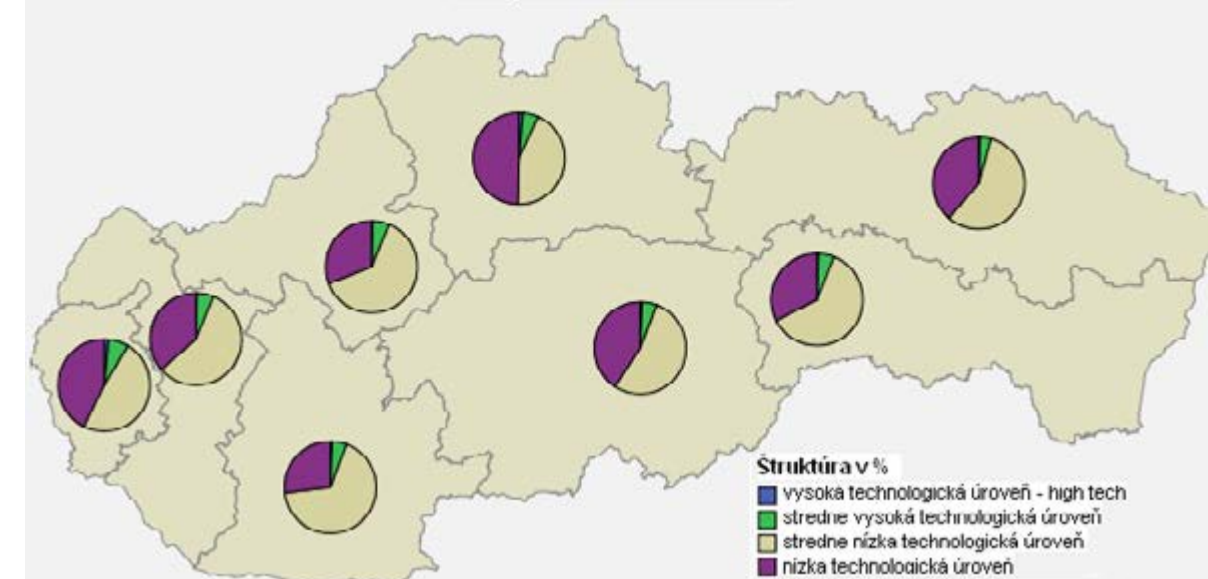 Štruktúra v %
vysoká technologická úroveň - high tech
stredne vysoká technologická úroveň
stredne nízka technologická úroveň
nízka technologická úroveň